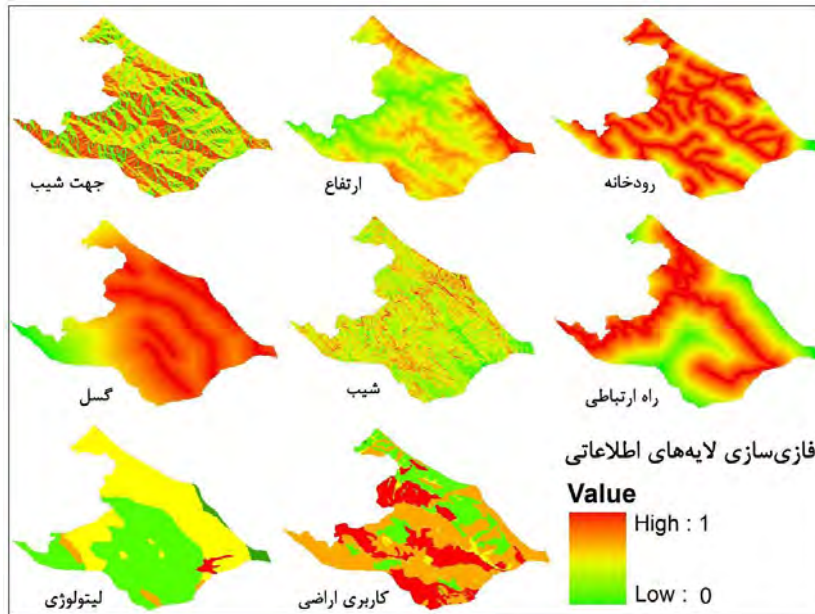 جهت شیب
ارتفاع
رودخانه
گسل
شیب
راه ارتباطی
لیتولوژی
کاربری اراضی
فازی‌سازی لایه‌های اطلاعاتی
Value
High : 1
Low : 0